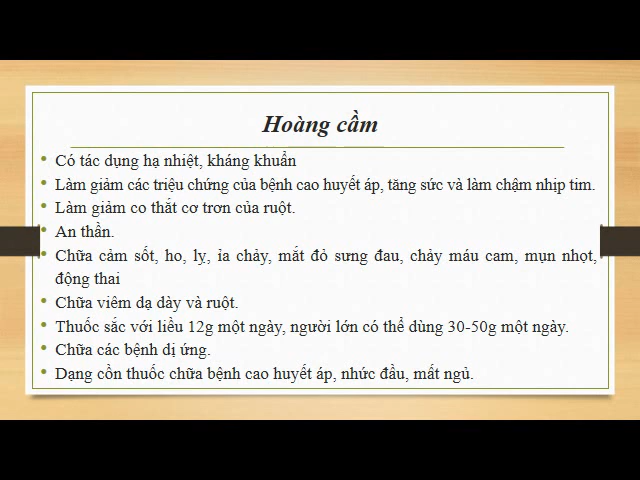 Hoàng cầm
Có tác dụng hạ nhiệt, kháng khuẩn
Làm giảm các triệu chứng của bệnh cao huyết áp, tăng sức và làm chậm nhịp tim.
Làm giảm co thắt cơ trơn của ruột.
An thần.
Chữa cảm sốt, ho, lỵ, ỉa chảy, mắt đỏ sưng đau, chảy máu cam, mụn nhọt,
động thai
Chữa viêm dạ dày và ruột.
Thuốc sắc với liều 12g một ngày, người lớn có thể dùng 30-50g một ngày.
Chữa các bệnh dị ứng.
Dạng cồn thuốc chữa bệnh cao huyết áp, nhức đầu, mất ngủ.